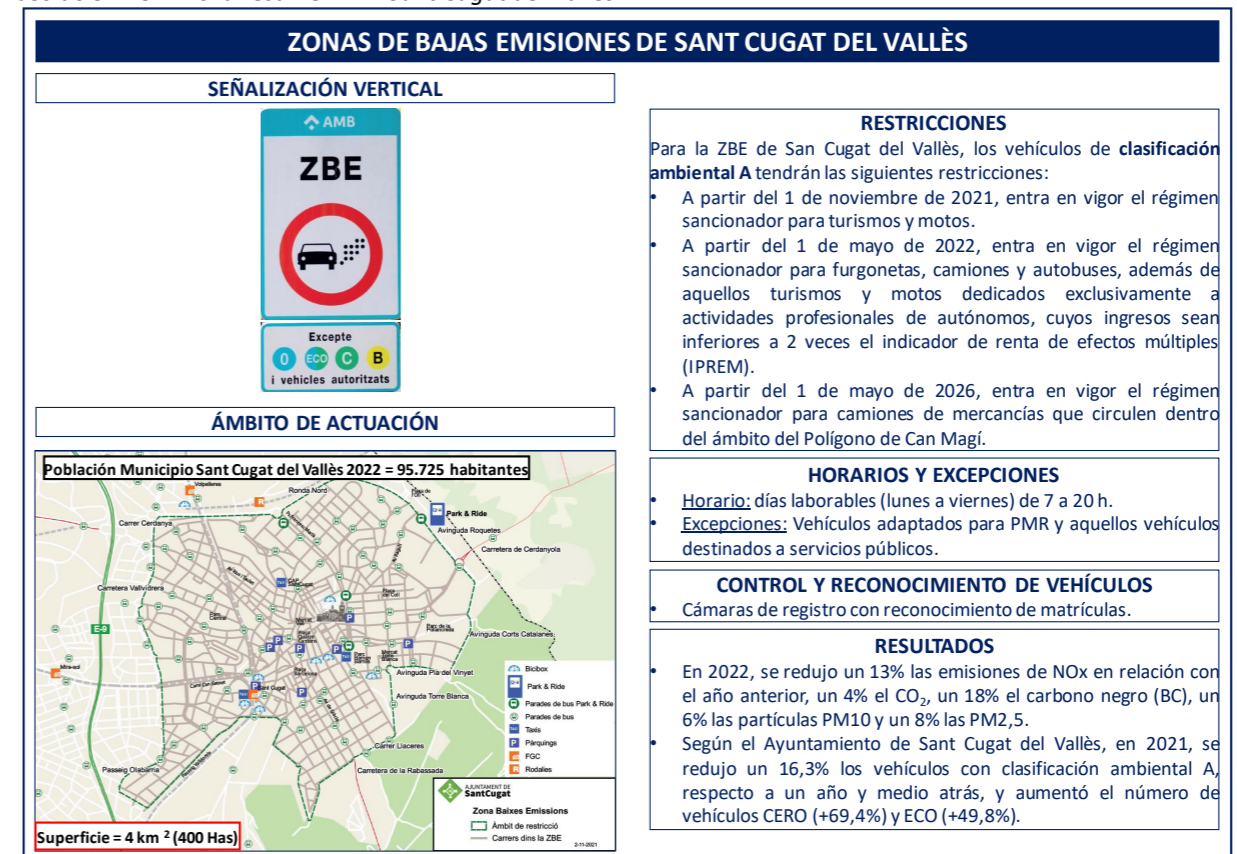 ZONAS DE BAJAS EMISIONES DE SANT CUGAT DEL VALLÈS
SEÑALIZACIÓN VERTICAL
AMB
ZBE
Excepte
0 ECO C B
i vehicles autoritzats
ÁMBITO DE ACTUACIÓN
Población Municipio Sant Cugat del Vallès 2022 = 95.725 habitantes
Volpelleres
Ronda Nord
Park & Ride
Carrer Cerdanya
Avinguda Roquetes
Carretera de Cerdanyola
Carretera Vallvidrera
CAP
E-9
Parc Central
Avinguda Corts Catalanes
Mira-sol
Avinguda Pla del Vinyet
Sant Cugat
Avinguda Torre Blanca
Carrer Llaceres
Passeig Olabarria
Carretera de la Rabassada
Bicibox
Park & Ride
Parades de bus Park & Ride
Parades de bus
Taxi
Taxis
P
Pàrquings
FGC
R
Rodalies
AJUNTAMENT DE
SantCugat
Zona Baixes Emissions
Àmbit de restricció
Carrers dins la ZBE
2-11-2021
Superficie = 4 km 2 (400 Has)
RESTRICCIONES
Para la ZBE de San Cugat del Vallès, los vehículos de clasificación
ambiental A tendrán las siguientes restricciones:
• A partir del 1 de noviembre de 2021, entra en vigor el régimen
sancionador para turismos y motos.
• A partir del 1 de mayo de 2022, entra en vigor el régimen
sancionador para furgonetas, camiones y autobuses, además de
aquellos turismos y motos dedicados exclusivamente a
actividades profesionales de autónomos, cuyos ingresos sean
inferiores a 2 veces el indicador de renta de efectos múltiples
(IPREM).
• A partir del 1 de mayo de 2026, entra en vigor el régimen
sancionador para camiones de mercancías que circulen dentro
del ámbito del Polígono de Can Magí.
HORARIOS Y EXCEPCIONES
• Horario: días laborables (lunes a viernes) de 7 a 20 h.
• Excepciones: Vehículos adaptados para PMR y aquellos vehículos
destinados a servicios públicos.
CONTROL Y RECONOCIMIENTO DE VEHÍCULOS
• Cámaras de registro con reconocimiento de matrículas.
RESULTADOS
• En 2022, se redujo un 13% las emisiones de NOx en relación con
el año anterior, un 4% el CO2, un 18% el carbono negro (BC), un
6% las partículas PM10 y un 8% las PM2,5.
• Según el Ayuntamiento de Sant Cugat del Vallès, en 2021, se
redujo un 16,3% los vehículos con clasificación ambiental A,
respecto a un año y medio atrás, y aumentó el número de
vehículos CERO (+69,4%) y ECO (+49,8%).